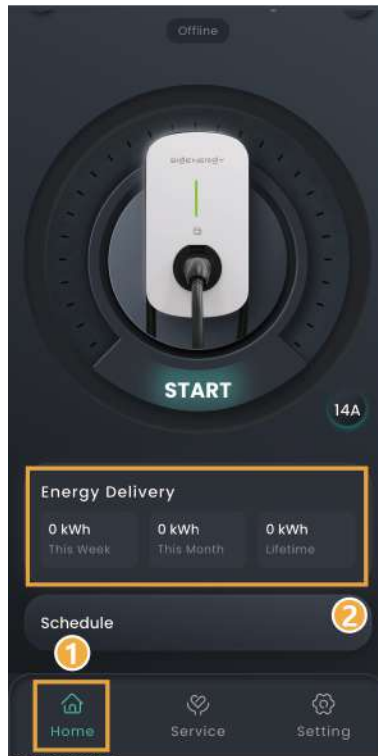 Offline
SIGENERGY
START
14A
Energy Delivery
0 kWh 0 kWh 0 kWh
This Week This Month Lifetime
Schedule
2
1
Home Service Setting